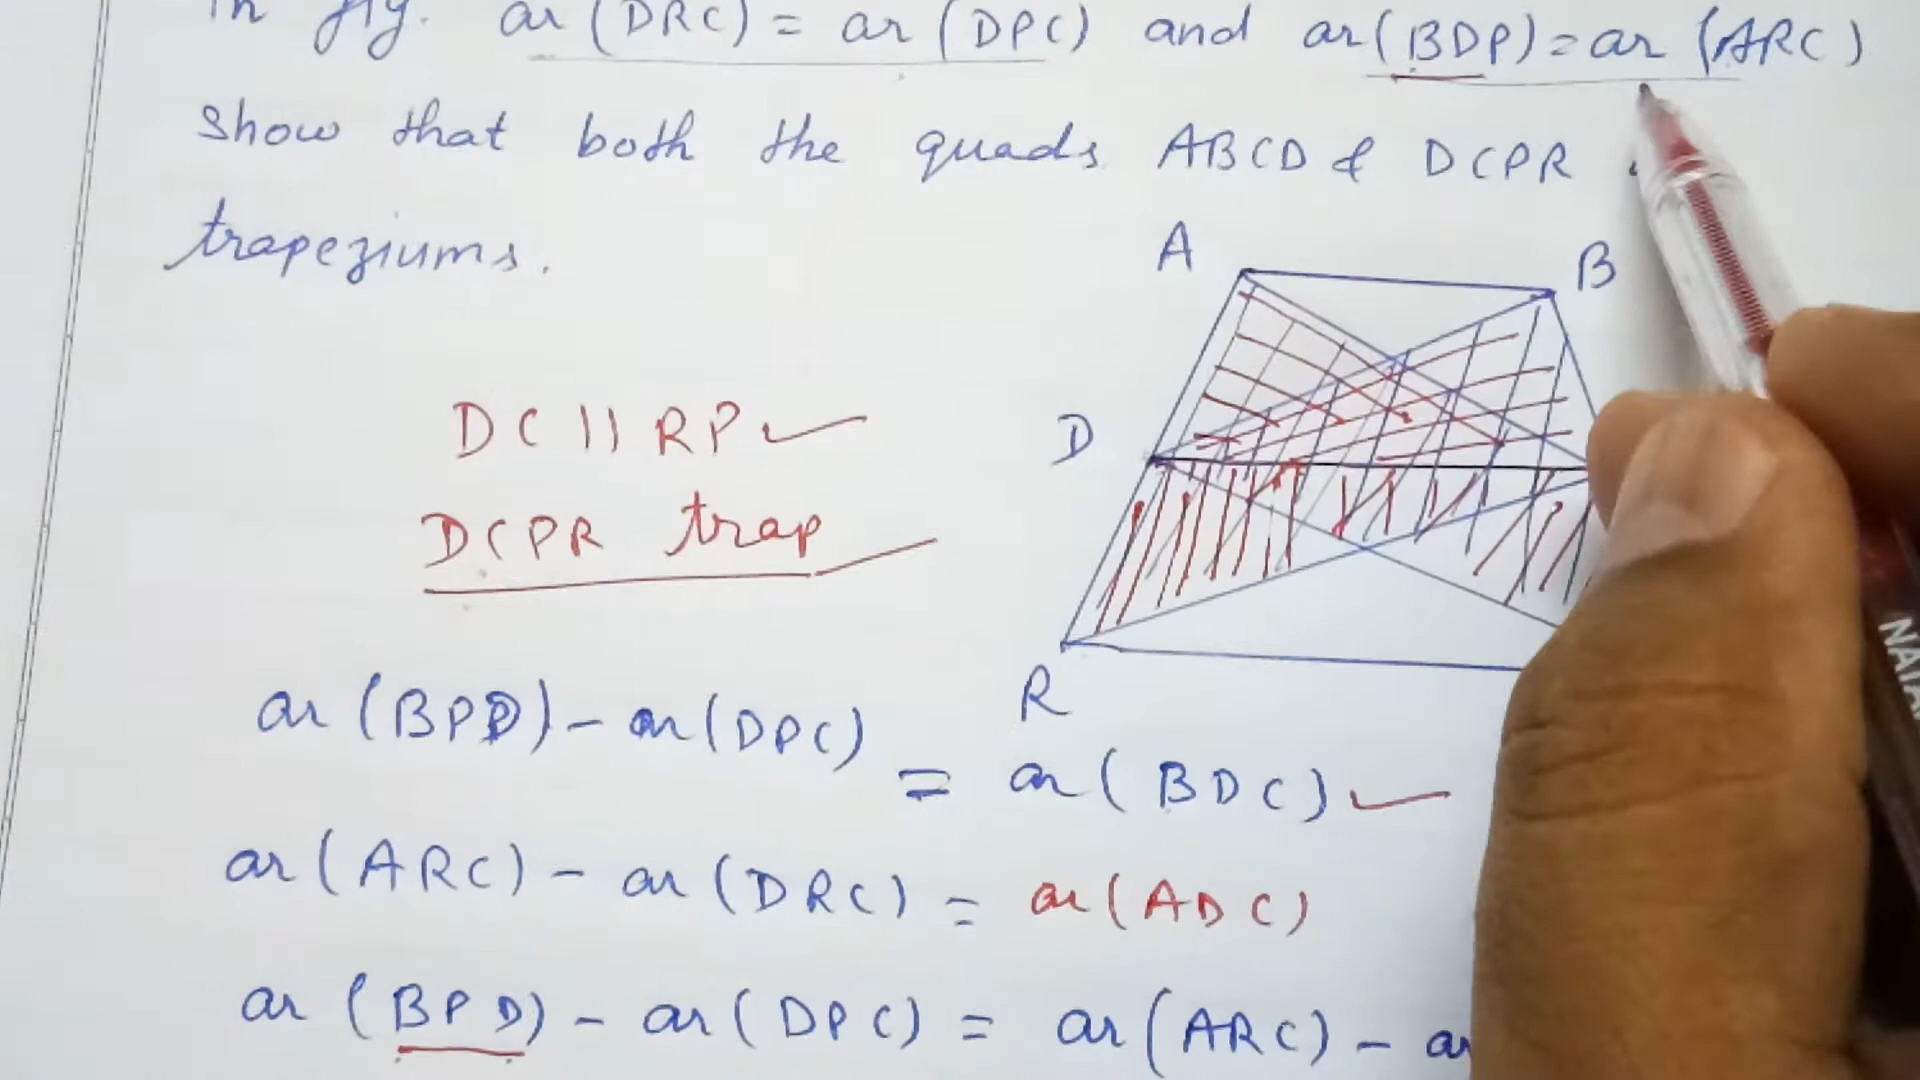 In fig. ar (DRC) = ar (DPC) and ar(BDP)=ar (ARC)
show that both the quads ABCD & DCPR
trapeziums.
A
B
D
DC || RP
DCPR trap
R
ar (BPD) - ar (DPC)
= ar (BDC)
ar (ARC) - ar (DRC) = ar (ADC)
ar (BPD) - ar (DPC) = ar (ARC) -